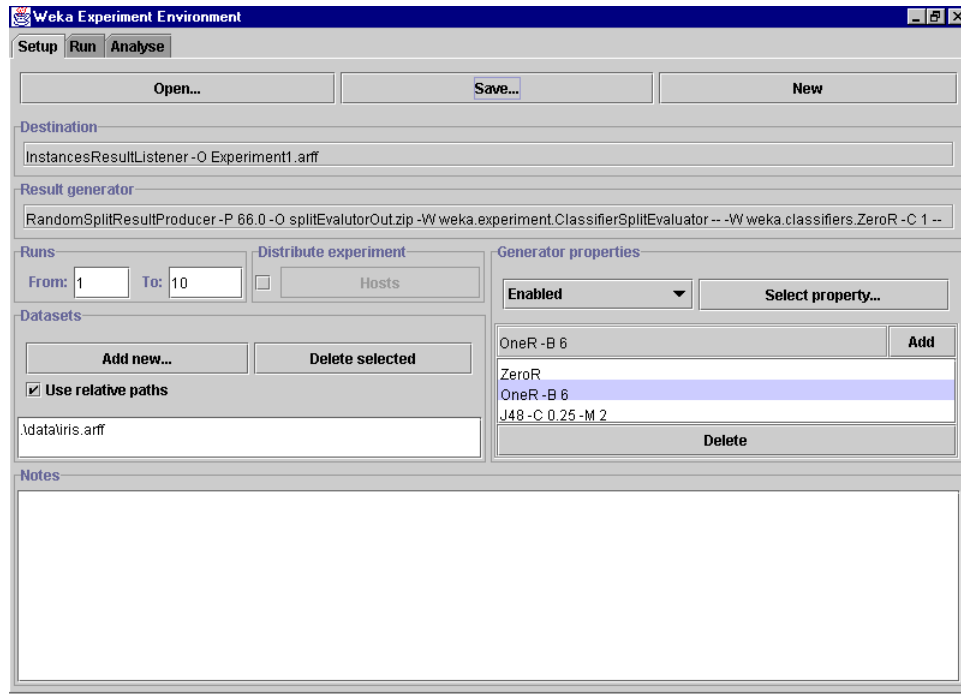 Weka Experiment Environment
Setup Run Analyse
Open... Save... New
Destination
InstancesResultListener -O Experiment1.arff
Result generator
RandomSplitResultProducer -P 66.0 -O splitEvalutorOut.zip -W weka.experiment.ClassifierSplitEvaluator -- -W weka.classifiers.ZeroR -C 1 --
Runs
From: 1 To: 10
Distribute experiment
Hosts
Generator properties
Enabled Select property...
OneR -B 6 Add
ZeroR
OneR -B 6
J48 -C 0.25 -M 2
Delete
Datasets
Add new... Delete selected
Use relative paths
.\data\iris.arff
Notes